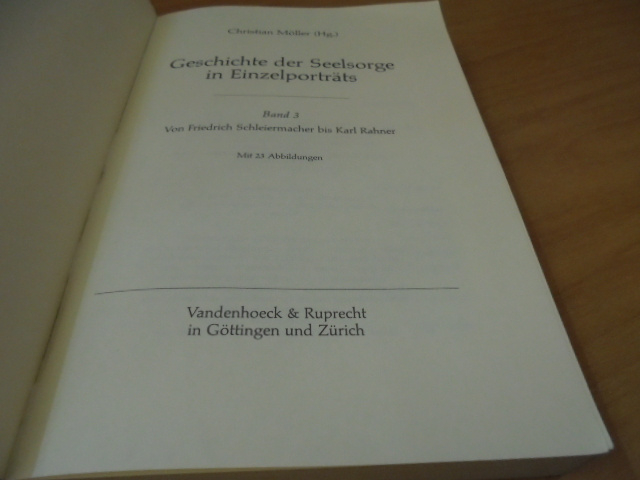 Christian Möller (Hg.)
Geschichte der Seelsorge
in Einzelporträts
Band 3
Von Friedrich Schleiermacher bis Karl Rahner
Mit 23 Abbildungen
Vandenhoeck & Ruprecht
in Göttingen und Zürich